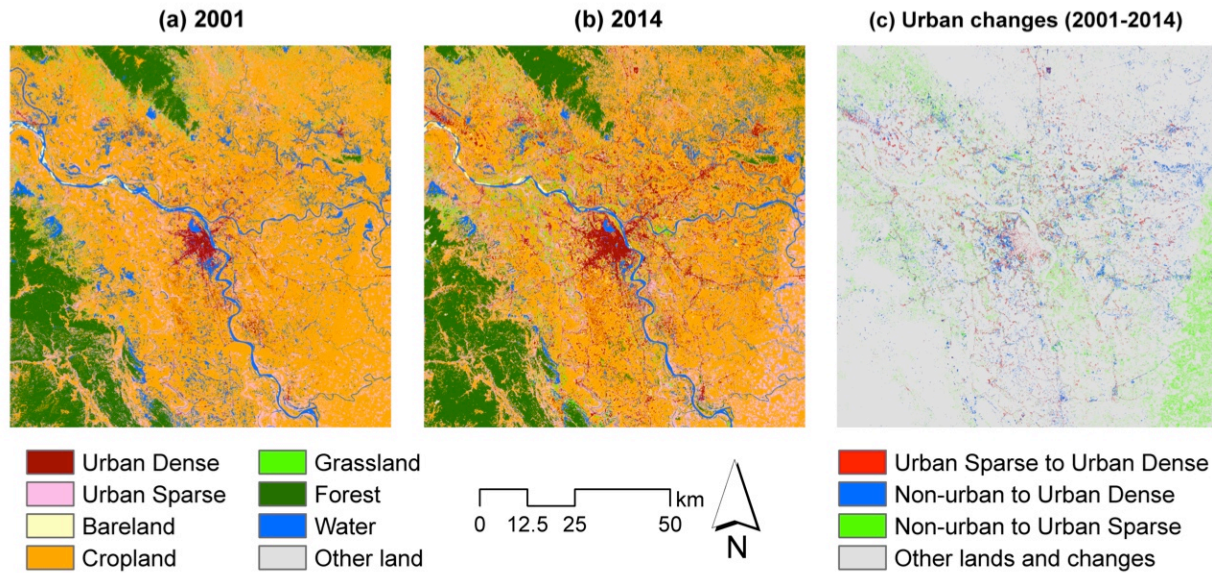 (a) 2001
(b) 2014
(c) Urban changes (2001-2014)
Urban Dense
Urban Sparse
Bareland
Cropland
Grassland
Forest
Water
Other land
km
0 12.5 25 50
N
Urban Sparse to Urban Dense
Non-urban to Urban Dense
Non-urban to Urban Sparse
Other lands and changes